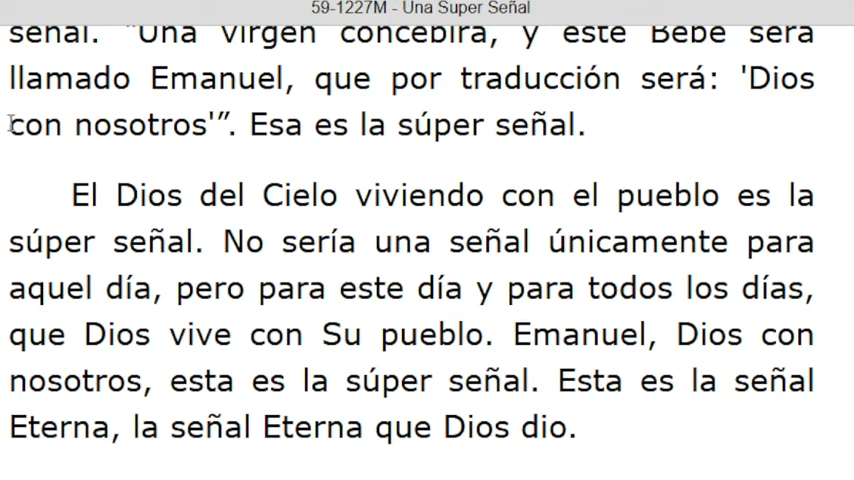 59-1227M - Una Super Señal
señal. "Una virgen concebirá, y este Bebé será
llamado Emanuel, que por traducción será: 'Dios
con nosotros'”. Esa es la súper señal.
El Dios del Cielo viviendo con el pueblo es la
súper señal. No sería una señal únicamente para
aquel día, pero para este día y para todos los días,
que Dios vive con Su pueblo. Emanuel, Dios con
nosotros, esta es la súper señal. Esta es la señal
Eterna, la señal Eterna que Dios dio.